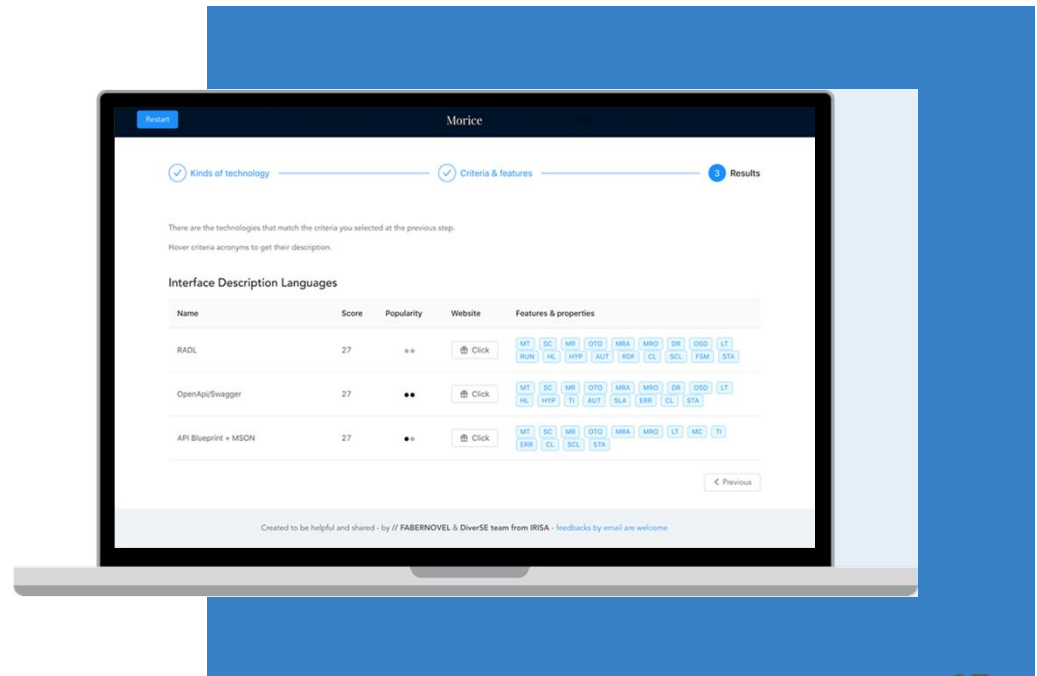 Restart
Morice
Kinds of technology
Criteria & features
3 Results
There are the technologies that match the criteria you selected at the previous step.
Hover criteria acronyms to get their description.
Interface Description Languages
Name Score Popularity Website Features & properties
RADL 27 Click MT SC MR OTO MRA MRO DR OSD LT
RUN HL HYP AUT RDF CL SCL FSM STA
OpenApi/Swagger 27 Click MT SC MR OTO MRA MRO DR OSD LT
HL HYP TI AUT SLA ERR CL STA
API Blueprint + MSON 27 Click MT SC MR OTO MRA MRO LT MC TI
ERR CL SCL STA
< Previous
Created to be helpful and shared - by // FABERNOVEL & DiverSE team from IRISA - feedbacks by email are welcome